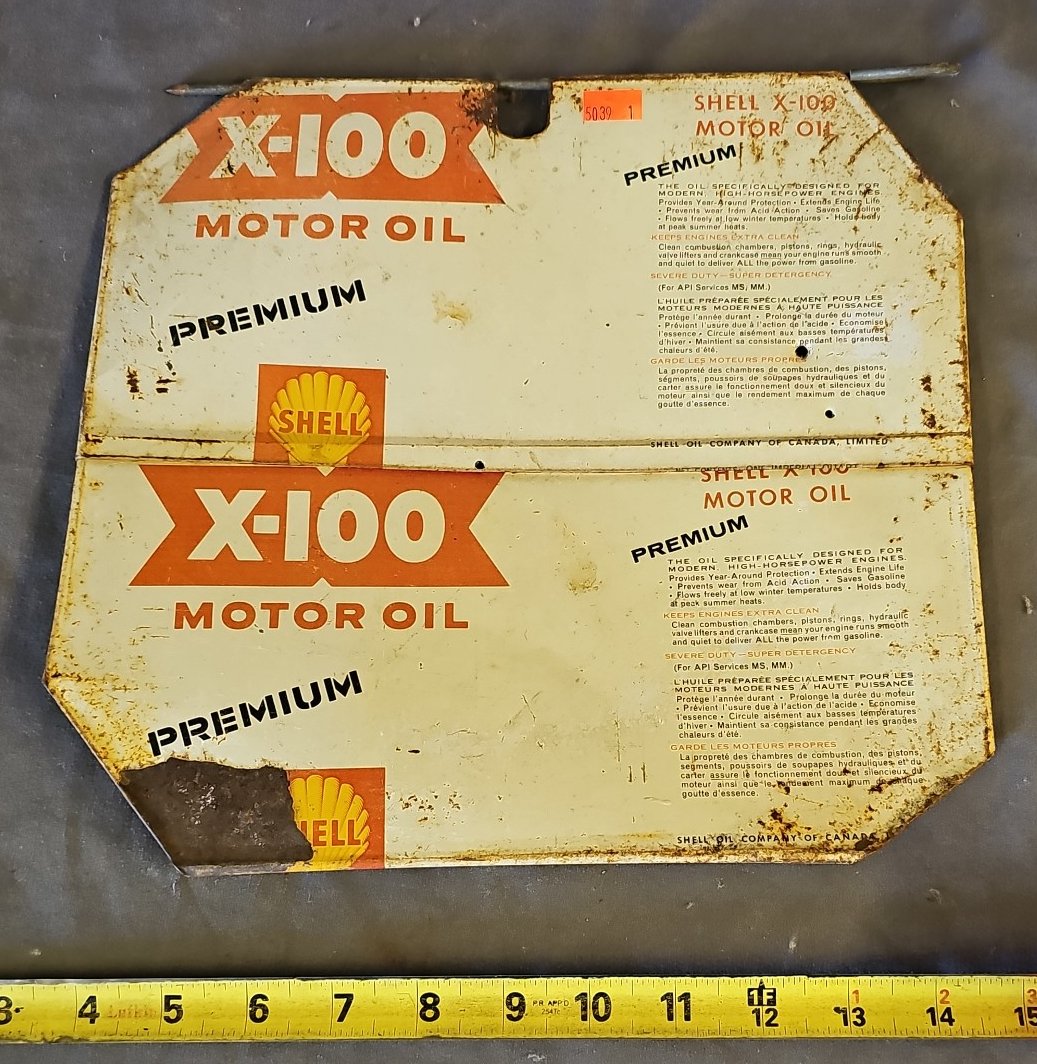 X-100
MOTOR OIL
PREMIUM
SHELL
5039 1
SHELL X-100
MOTOR OIL
PREMIUM
THE OIL SPECIFICALLY DESIGNED FOR
MODERN, HIGH-HORSEPOWER ENGINES.
Provides Year-Around Protection • Extends Engine Life
• Prevents wear from Acid Action • Saves Gasoline
• Flows freely at low winter temperatures • Holds body
at peak summer heats.
KEEPS ENGINES EXTRA CLEAN
Clean combustion chambers, pistons, rings, hydraulic
valve lifters and crankcase mean your engine runs smooth
and quiet to deliver ALL the power from gasoline.
SEVERE DUTY—SUPER DETERGENCY
(For API Services MS, MM.)
L'HUILE PRÉPARÉE SPÉCIALEMENT POUR LES
MOTEURS MODERNES À HAUTE PUISSANCE
Protège l'année durant • Prolonge la durée du moteur
• Prévient l'usure due à l'action de l'acide • Economise
l'essence • Circule aisément aux basses températures
d'hiver • Maintient sa consistance pendant les grandes
chaleurs d'été.
GARDE LES MOTEURS PROPRES
La propreté des chambres de combustion, des pistons,
ségments, poussoirs de soupapes hydrauliques et du
carter assure le fonctionnement doux et silencieux du
moteur ainsi que le rendement maximum de chaque
goutte d'essence.
SHELL OIL COMPANY OF CANADA, LIMITED
X-100
MOTOR OIL
PREMIUM
ELL
SHELL X-100
MOTOR OIL
PREMIUM
THE OIL SPECIFICALLY DESIGNED FOR
MODERN, HIGH-HORSEPOWER ENGINES.
Provides Year-Around Protection • Extends Engine Life
• Prevents wear from Acid Action • Saves Gasoline
• Flows freely at low winter temperatures • Holds body
at peak summer heats.
KEEPS ENGINES EXTRA CLEAN
Clean combustion chambers, pistons, rings, hydraulic
valve lifters and crankcase mean your engine runs smooth
and quiet to deliver ALL the power from gasoline.
SEVERE DUTY—SUPER DETERGENCY
(For API Services MS, MM.)
L'HUILE PRÉPARÉE SPÉCIALEMENT POUR LES
MOTEURS MODERNES À HAUTE PUISSANCE
Protège l'année durant • Prolonge la durée du moteur
• Prévient l'usure due à l'action de l'acide • Economise
l'essence • Circule aisément aux basses températures
d'hiver • Maintient sa consistance pendant les grandes
chaleurs d'été.
GARDE LES MOTEURS PROPRES
La propreté des chambres de combustion, des pistons,
segments, poussoirs de soupapes hydrauliques et du
carter assure le fonctionnement doux et silencieux du
moteur ainsi que le rendement maximum de chaque
goutte d'essence.
SHELL OIL COMPANY OF CANADA
1F 1 2 3
3 4 Lufkin 5 6 7 8 9 10 11 12 13 14 15